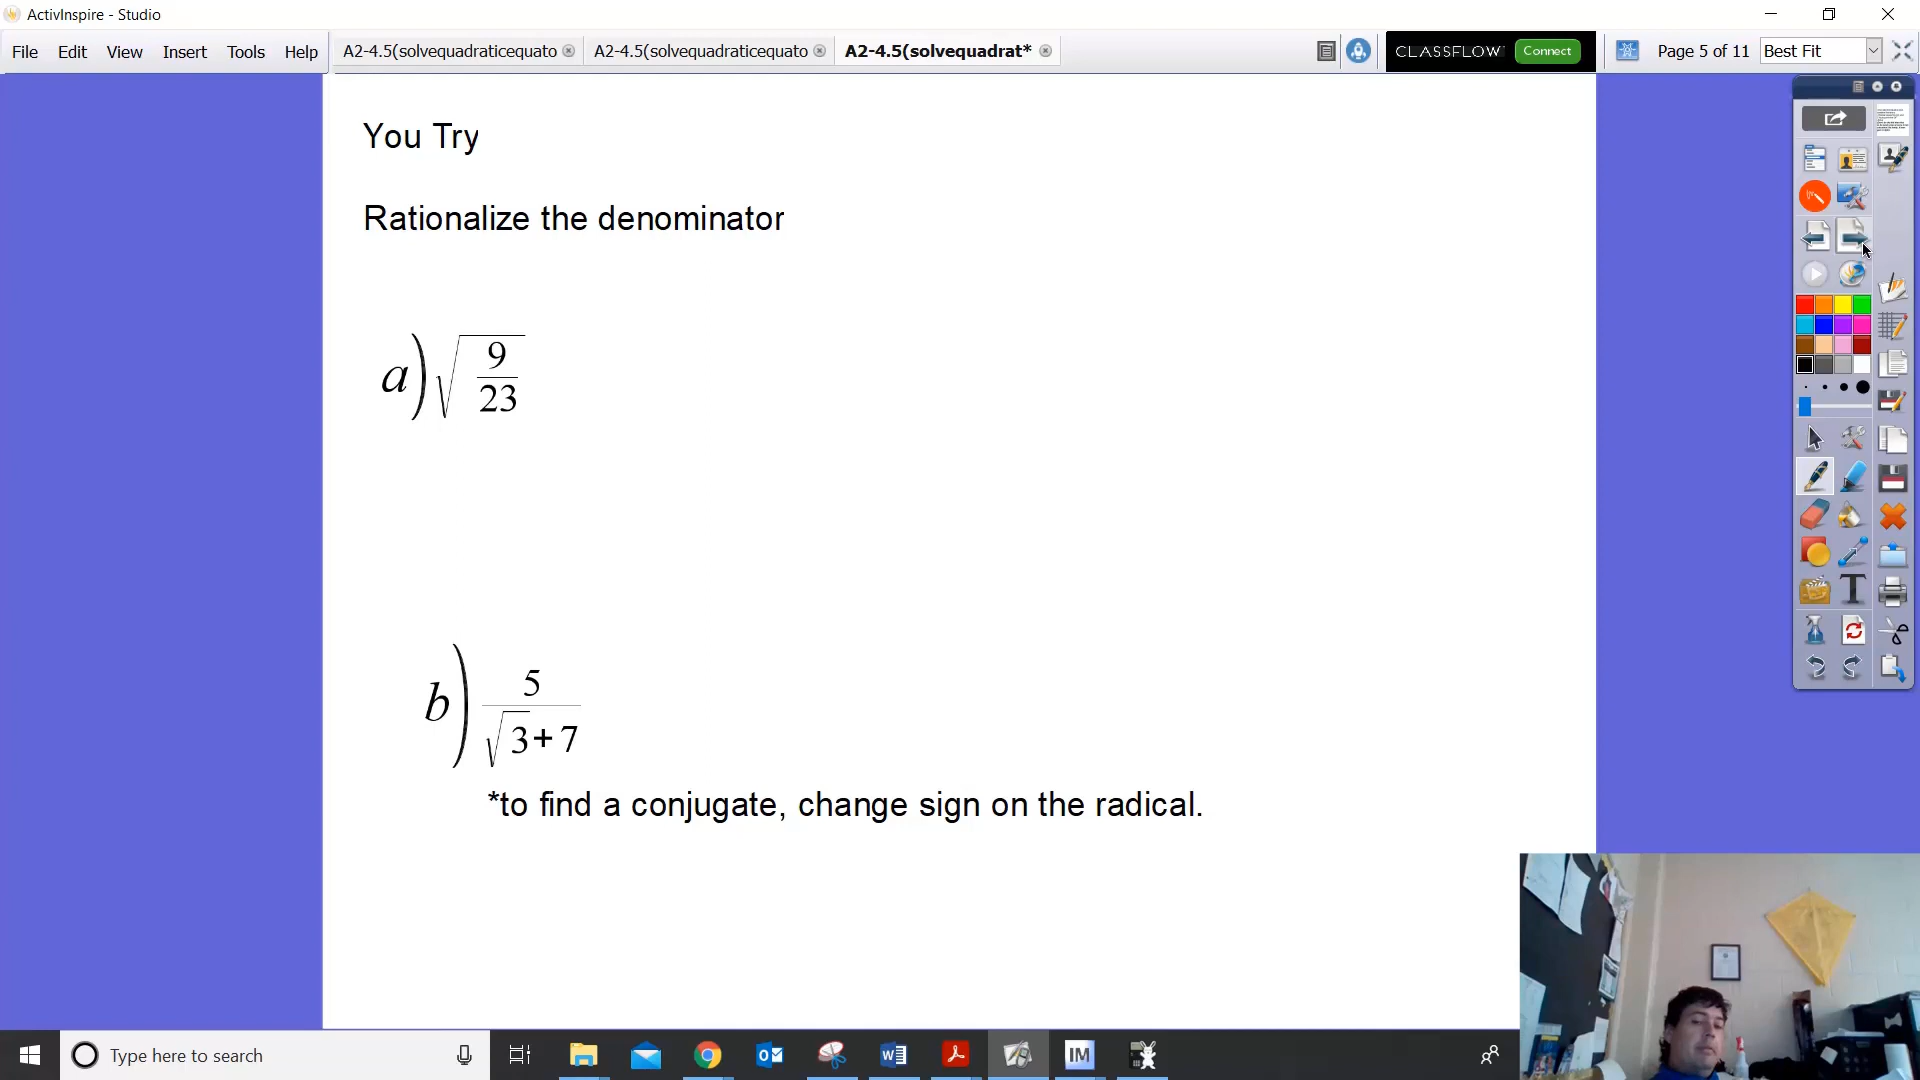 ActivInspire - Studio
File Edit View Insert Tools Help
A2-4.5(solvequadraticequato
A2-4.5(solvequadraticequato
A2-4.5(solvequadrat*
CLASSFLOW Connect
Page 5 of 11
Best Fit
You Try
Rationalize the denominator
a) √(9/23)
b) 5/(√3+7)
*to find a conjugate, change sign on the radical.
T
Type here to search
W
IM